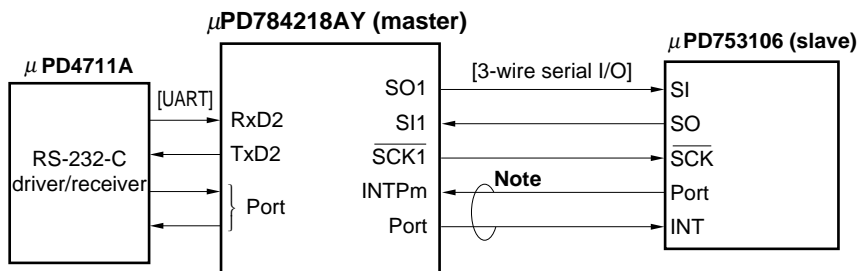 μPD784218AY (master)
μPD4711A
RS-232-C
driver/receiver
[UART]
RxD2
TxD2
Port
SO1
SI1
SCK1
INTPm
Port
[3-wire serial I/O]
Note
μPD753106 (slave)
SI
SO
SCK
Port
INT